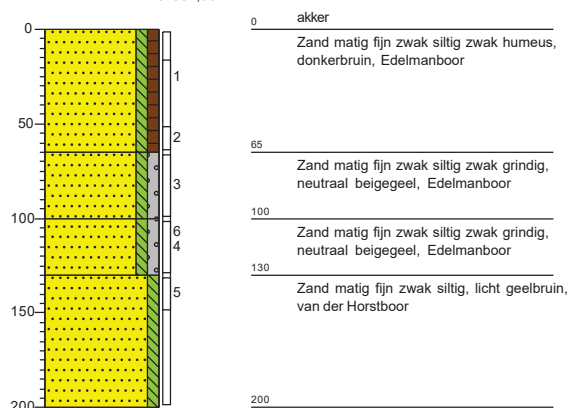 0
50
100
150
200
1
2
3
6
4
5
0 akker
Zand matig fijn zwak siltig zwak humeus,
donkerbruin, Edelmanboor
65
Zand matig fijn zwak siltig zwak grindig,
neutraal beigegeel, Edelmanboor
100
Zand matig fijn zwak siltig zwak grindig,
neutraal beigegeel, Edelmanboor
130
Zand matig fijn zwak siltig, licht geelbruin,
van der Horstboor
200